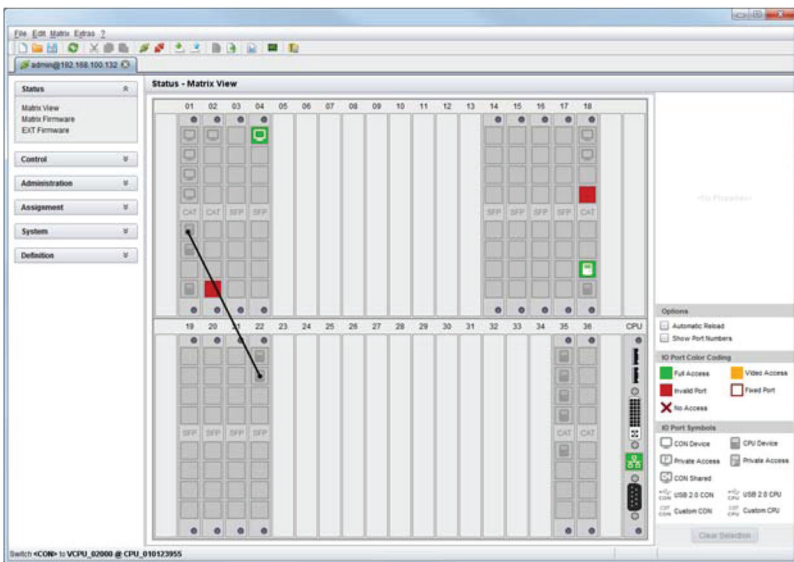 File Edit Matrix Extras ?
admin@192.168.100.132
Status
Matrix View
Matrix Firmware
EXT Firmware
Control
Administration
Assignment
System
Definition
Status - Matrix View
01 02 03 04 05 06 07 08 09 10 11 12 13 14 15 16 17 18
CAT CAT SFP SFP SFP SFP SFP SFP CAT
19 20 21 22 23 24 25 26 27 28 29 30 31 32 33 34 35 36 CPU
SFP SFP SFP SFP CAT CAT
<No Properties>
Options
Automatic Reload
Show Port Numbers
IO Port Color Coding
Full Access Video Access
Invalid Port Fixed Port
No Access
IO Port Symbols
CON Device CPU Device
Private Access Private Access
CON Shared
CON USB 2.0 CON CPU USB 2.0 CPU
CON Custom CON CPU Custom CPU
Clear Selection
Switch <CON> to VCPU_02000 @ CPU_010123955